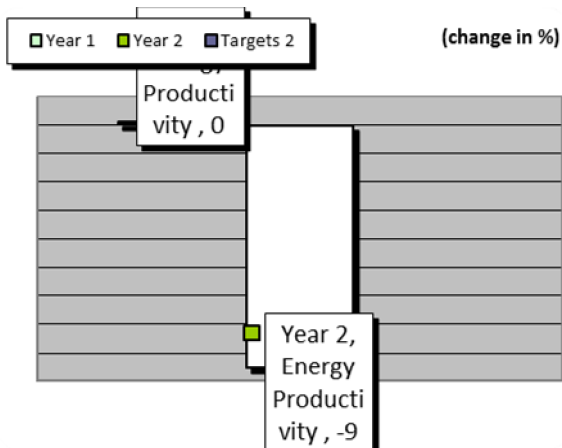 Year 1 Year 2 Targets 2
(change in %)
Producti
vity , 0
Year 2,
Energy
Producti
vity , -9